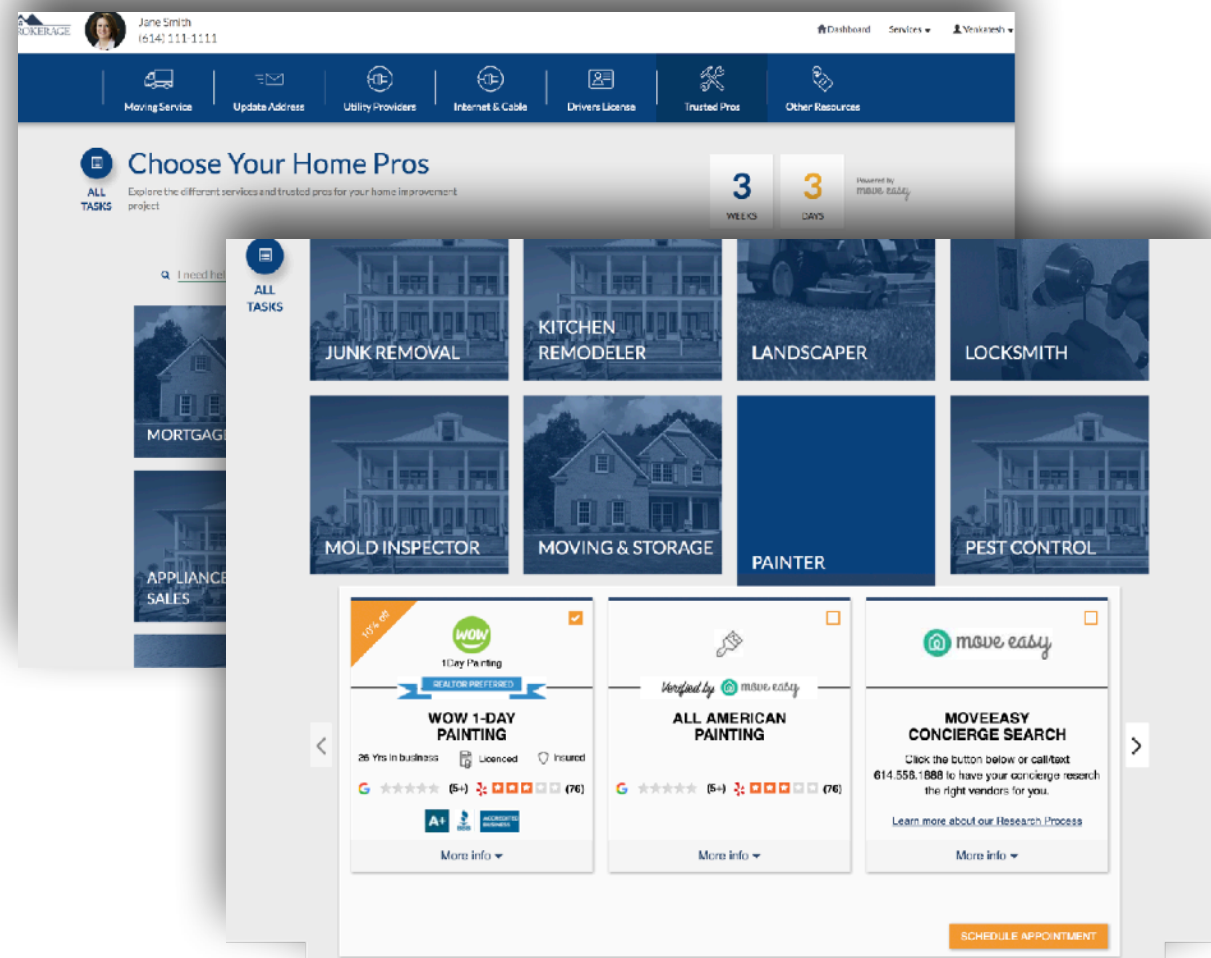 Jane Smith
(614) 111-1111
Dashboard Services Venkatesh
Moving Service Update Address Utility Providers Internet & Cable Drivers License Trusted Pros Other Resources
ALL
TASKS
Choose Your Home Pros
Explore the different services and trusted pros for your home improvement
project
3
WEEKS
3
DAYS
Powered by
move easy
I need
MORTGAGE
APPLIANCE
SALES
ALL
TASKS
JUNK REMOVAL
KITCHEN
REMODELER
LANDSCAPER
LOCKSMITH
MOLD INSPECTOR
MOVING & STORAGE
PAINTER
PEST CONTROL
10% off
WOW
1 Day Painting
REALTOR PREFERRED
WOW 1-DAY
PAINTING
26 Yrs in business Licenced Insured
(5+) (76)
A+ BBB ACCREDITED
BUSINESS
More info
Verified by move easy
ALL AMERICAN
PAINTING
(5+) (76)
More info
move easy
MOVEEASY
CONCIERGE SEARCH
Click the button below or call/text
614.556.1888 to have your concierge reserch
the right vendors for you.
Learn more about our Research Process
More info
SCHEDULE APPOINTMENT